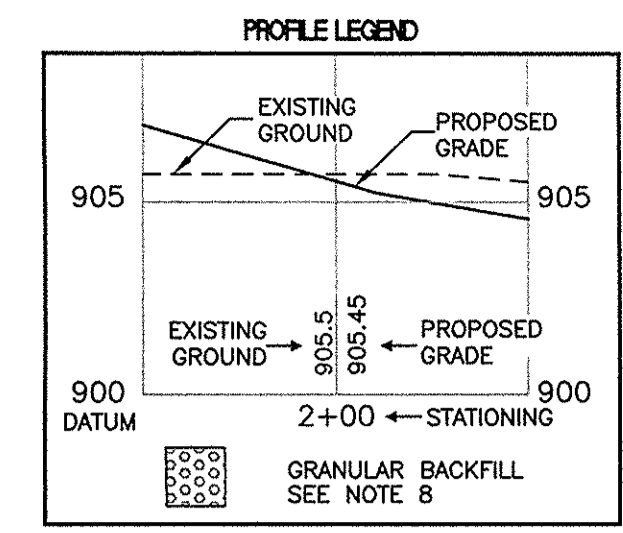 PROFILE LEGEND
EXISTING
GROUND
PROPOSED
GRADE
905
905
EXISTING
GROUND
905.5
905.45
PROPOSED
GRADE
900
900
DATUM
2+00
STATIONING
GRANULAR BACKFILL
SEE NOTE 8